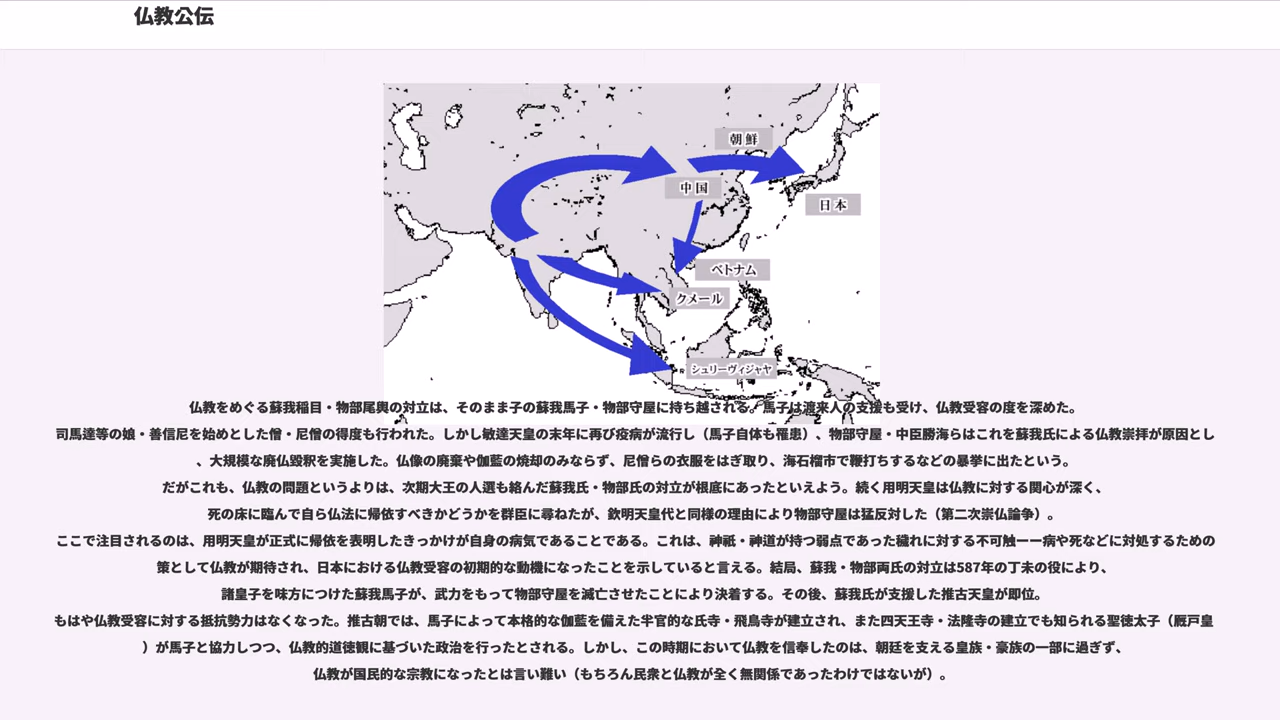 仏教公伝
朝鮮
中国
日本
ベトナム
クメール
シュリーヴィジャヤ
仏教をめぐる蘇我稲目・物部尾輿の対立は、そのまま子の蘇我馬子・物部守屋に持ち越される。馬子は渡来人の支援も受け、仏教受容の度を深めた。
司馬達等の娘・善信尼を始めとした僧・尼僧の得度も行われた。しかし敏達天皇の末年に再び疫病が流行し（馬子自体も罹患）、物部守屋・中臣勝海らはこれを蘇我氏による仏教崇拝が原因とし
、大規模な廃仏毀釈を実施した。仏像の廃棄や伽藍の焼却のみならず、尼僧らの衣服をはぎ取り、海石榴市で鞭打ちするなどの暴挙に出たという。
だがこれも、仏教の問題というよりは、次期大王の人選も絡んだ蘇我氏・物部氏の対立が根底にあったといえよう。続く用明天皇は仏教に対する関心が深く、
死の床に臨んで自ら仏法に帰依すべきかどうかを群臣に尋ねたが、欽明天皇代と同様の理由により物部守屋は猛反対した（第二次崇仏論争）。
ここで注目されるのは、用明天皇が正式に帰依を表明したきっかけが自身の病気であることである。これは、神祇・神道が持つ弱点であった穢れに対する不可触ーー病や死などに対処するための
策として仏教が期待され、日本における仏教受容の初期的な動機になったことを示していると言える。結局、蘇我・物部両氏の対立は587年の丁未の役により、
諸皇子を味方につけた蘇我馬子が、武力をもって物部守屋を滅亡させたことにより決着する。その後、蘇我氏が支援した推古天皇が即位。
もはや仏教受容に対する抵抗勢力はなくなった。推古朝では、馬子によって本格的な伽藍を備えた半官的な氏寺・飛鳥寺が建立され、また四天王寺・法隆寺の建立でも知られる聖徳太子（厩戸皇
）が馬子と協力しつつ、仏教的道徳観に基づいた政治を行ったとされる。しかし、この時期において仏教を信奉したのは、朝廷を支える皇族・豪族の一部に過ぎず、
仏教が国民的な宗教になったとは言い難い（もちろん民衆と仏教が全く無関係であったわけではないが）。